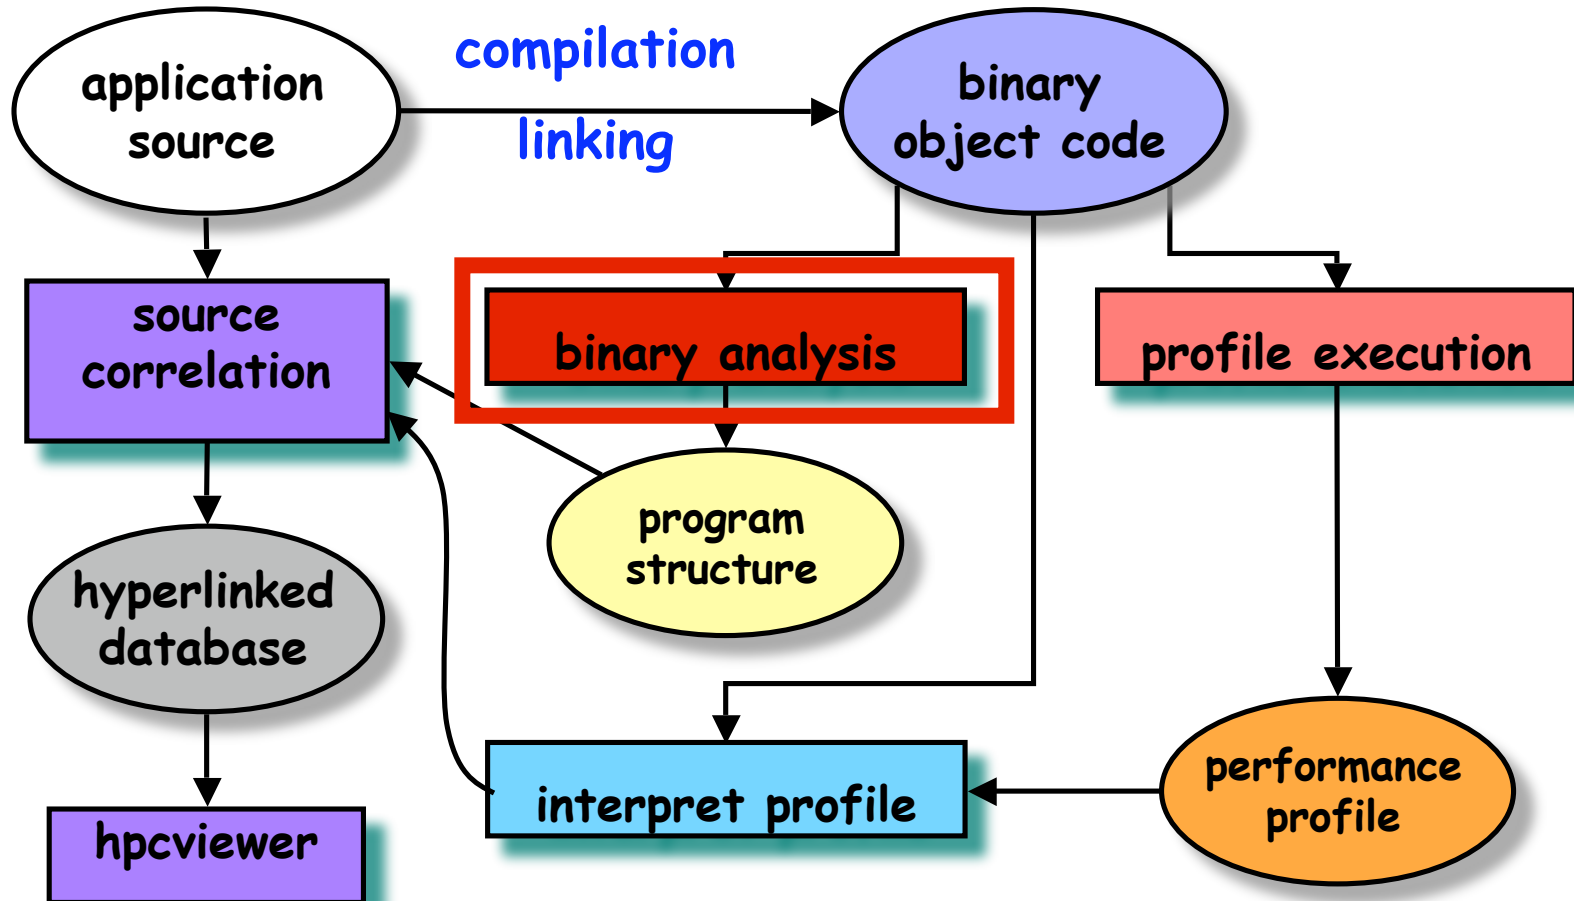 application
source
compilation
linking
binary
object code
source
correlation
binary analysis
profile execution
program
structure
hyperlinked
database
interpret profile
performance
profile
hpcviewer